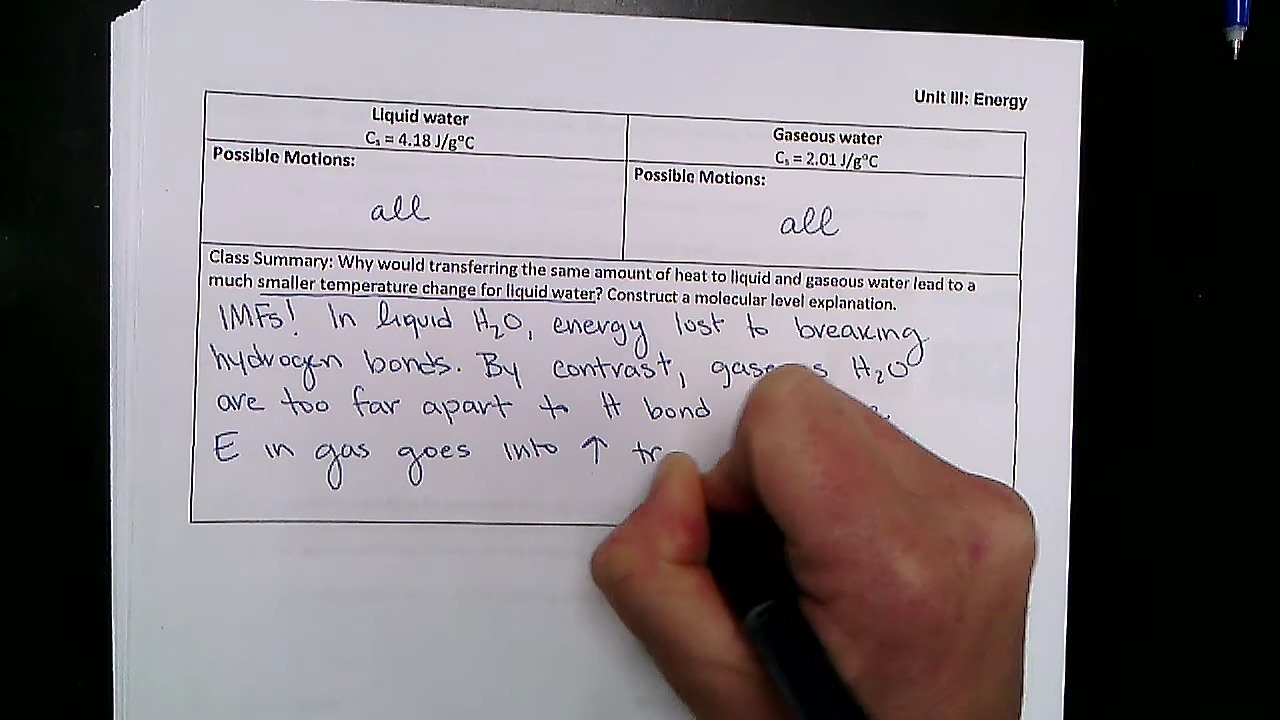 Unit III: Energy
Liquid water
Cs = 4.18 J/g°C
Gaseous water
Cs = 2.01 J/g°C
Possible Motions:
Possible Motions:
all
all
Class Summary: Why would transferring the same amount of heat to liquid and gaseous water lead to a
much smaller temperature change for liquid water? Construct a molecular level explanation.
IMFs! In liquid H₂O, energy lost to breaking
hydrogen bonds. By contrast, H₂O
are too far apart to H bond
E in gas goes into ↑